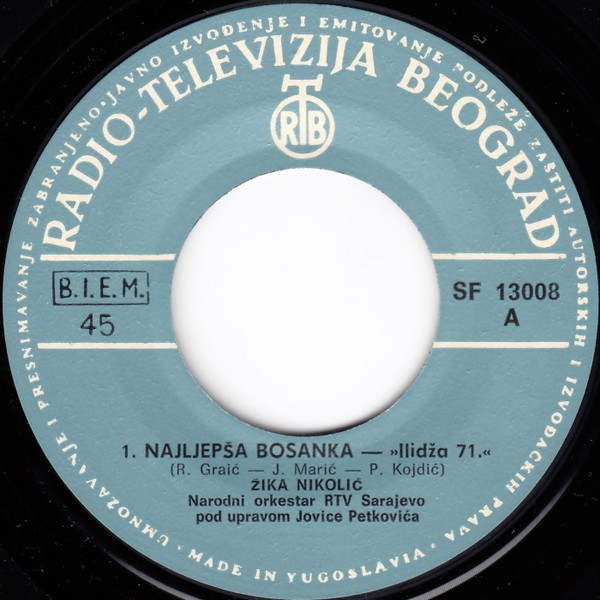 UMNOŽAVANJE I PRESNIMAVANJE ZABRANJENO • JAVNO IZVOĐENJE I EMITOVANJE PODLEŽE ZAŠTITI AUTORSKIH I IZVOĐAČKIH PRAVA •
RADIO-TELEVIZIJA BEOGRAD
RTB
B.I.E.M.
45
SF 13008
A
1. NAJLJEPŠA BOSANKA — »Ilidža 71.«
(R. Graić — J. Marić — P. Kojdić)
ŽIKA NIKOLIĆ
Narodni orkestar RTV Sarajevo
pod upravom Jovice Petkovića
MADE IN YUGOSLAVIA